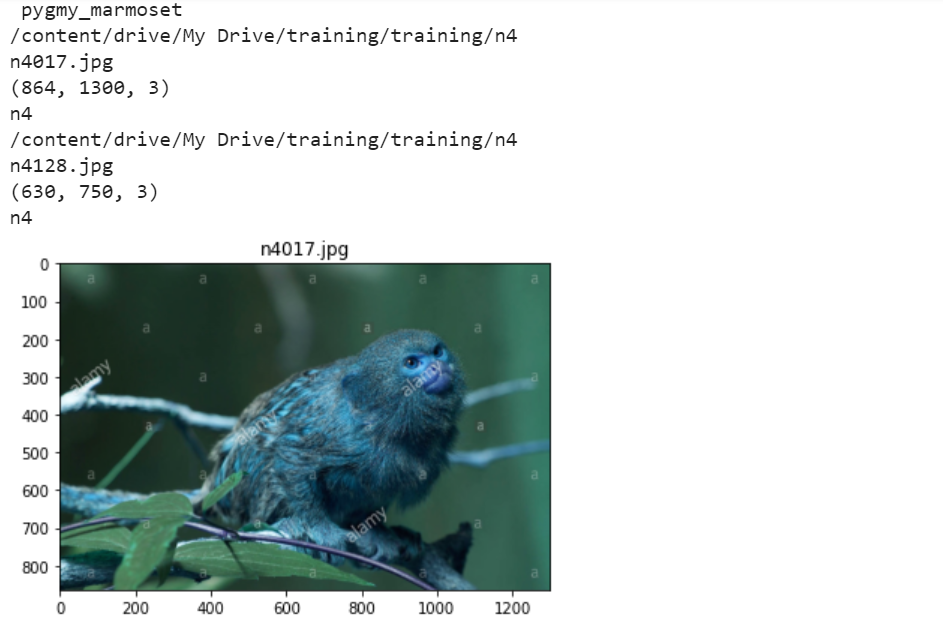 pygmy_marmoset
/content/drive/My Drive/training/training/n4
n4017.jpg
(864, 1300, 3)
n4
/content/drive/My Drive/training/training/n4
n4128.jpg
(630, 750, 3)
n4
n4017.jpg
0
100
200
300
400
500
600
700
800
0 200 400 600 800 1000 1200
a a a a a
a a a a
alamy a alamy a
a alamy a
a a a a
a alamy a
a a a a a